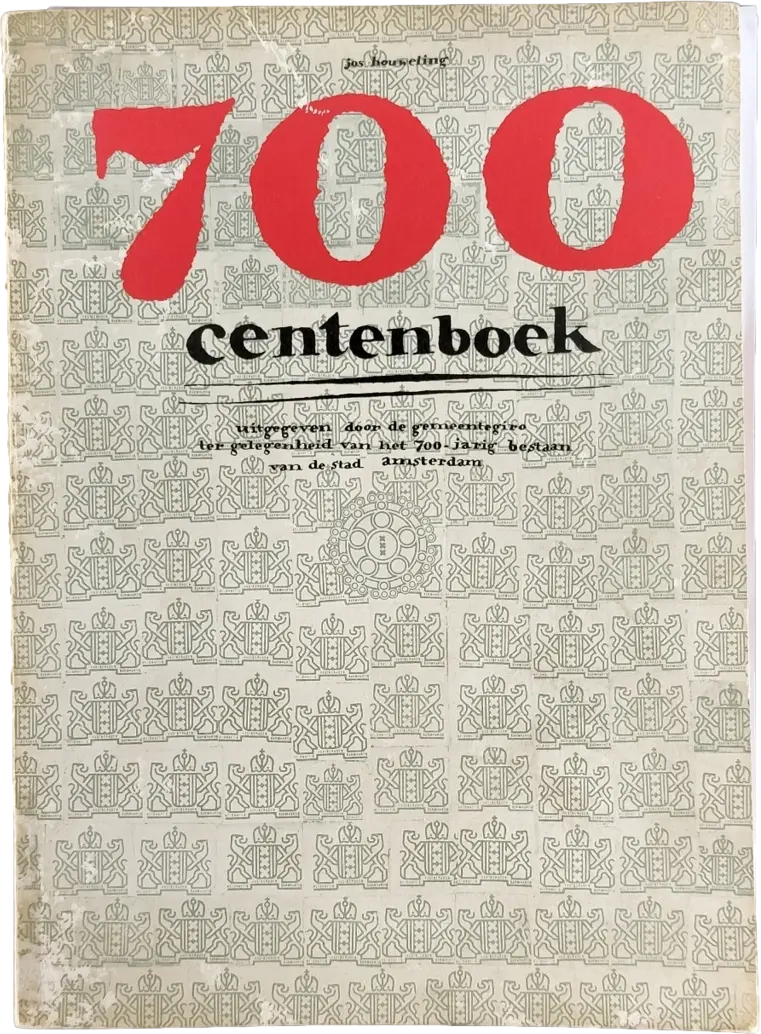 jos houweling
700
centenboek
uitgegeven door de gemeentegiro
ter gelegenheid van het 700-jarig bestaan
van de stad amsterdam